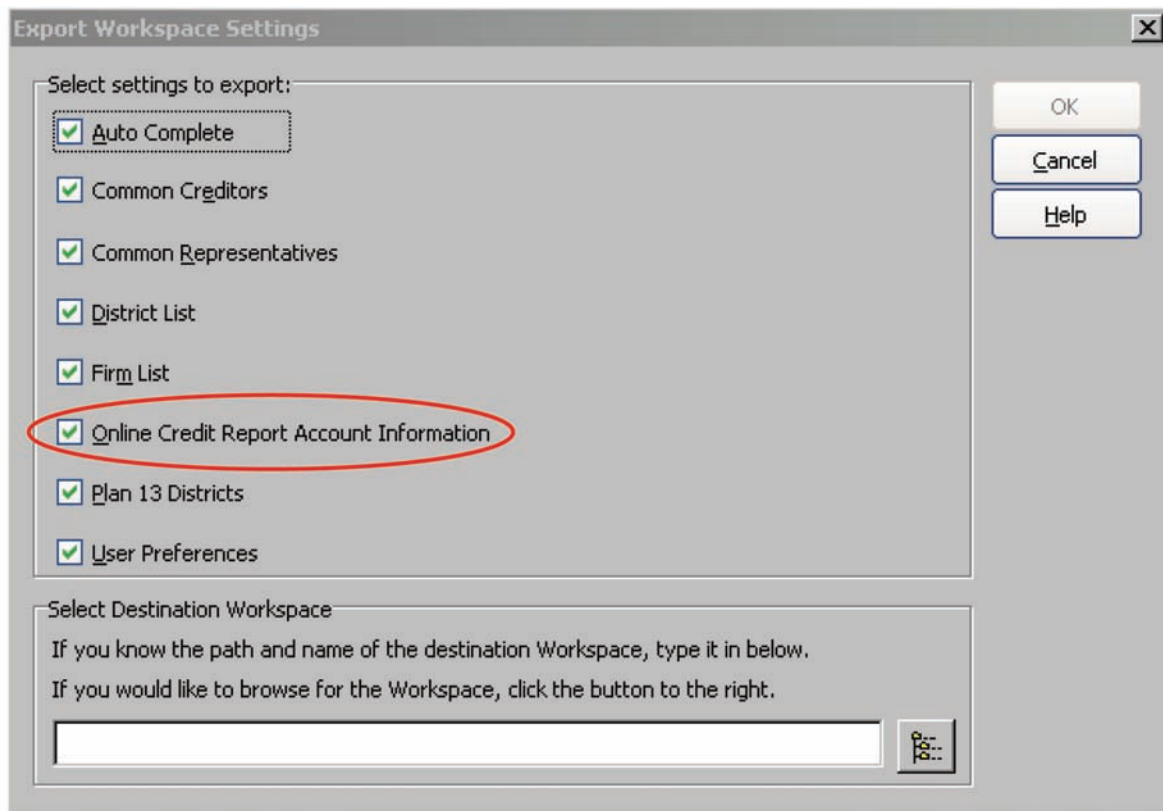 Export Workspace Settings
Select settings to export:
Auto Complete
Common Creditors
Common Representatives
District List
Firm List
Online Credit Report Account Information
Plan 13 Districts
User Preferences
OK
Cancel
Help
Select Destination Workspace
If you know the path and name of the destination Workspace, type it in below.
If you would like to browse for the Workspace, click the button to the right.